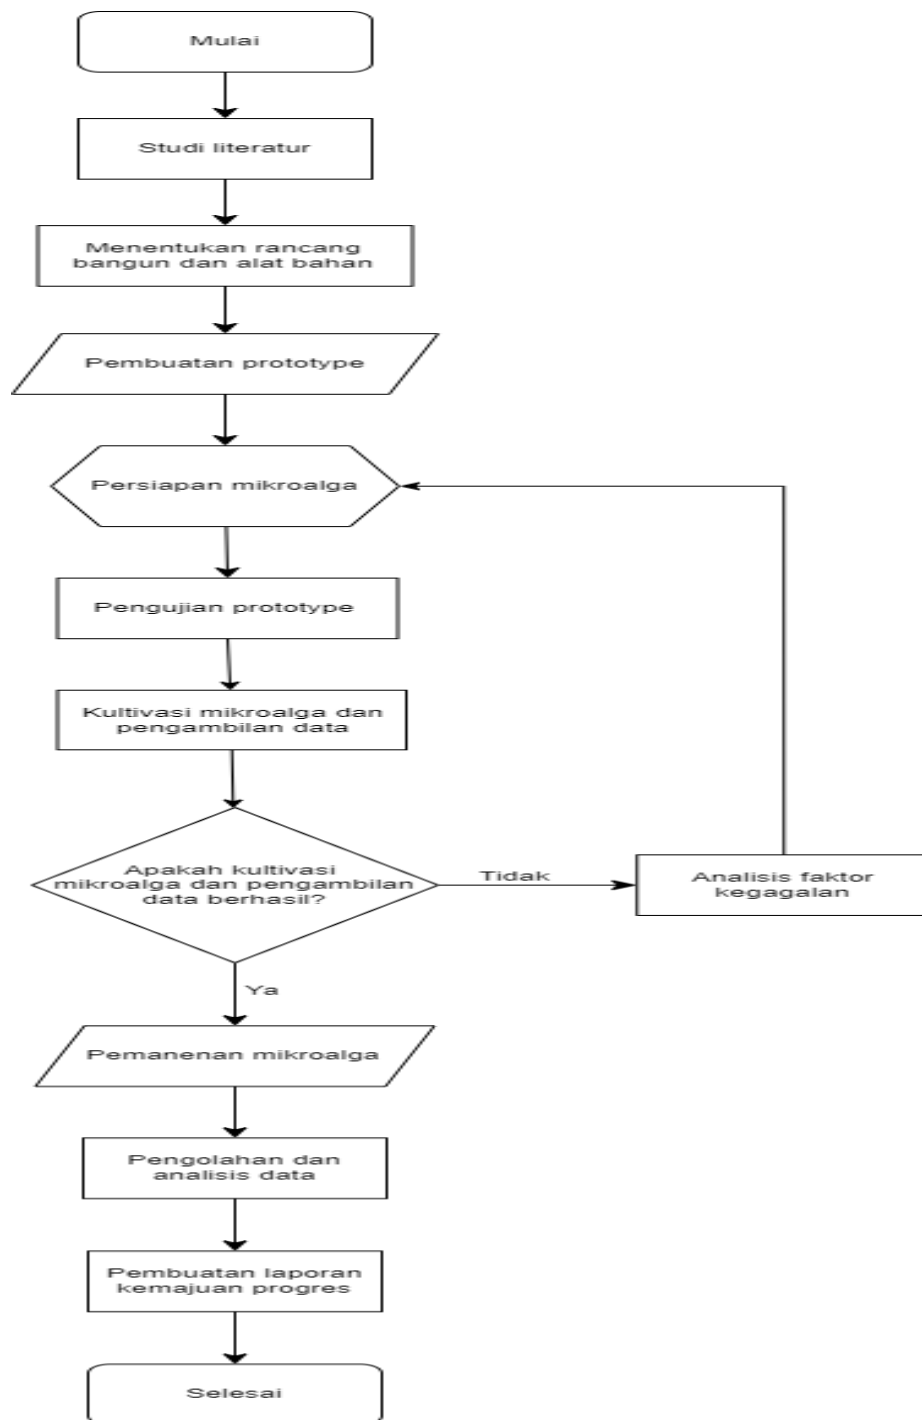 Mulai
Studi literatur
Menentukan rancang
bangun dan alat bahan
Pembuatan prototype
Persiapan mikroalga
Pengujian prototype
Kultivasi mikroalga dan
pengambilan data
Apakah kultivasi
mikroalga dan pengambilan
data berhasil?
Tidak
Analisis faktor
kegagalan
Ya
Pemanenan mikroalga
Pengolahan dan
analisis data
Pembuatan laporan
kemajuan progres
Selesai